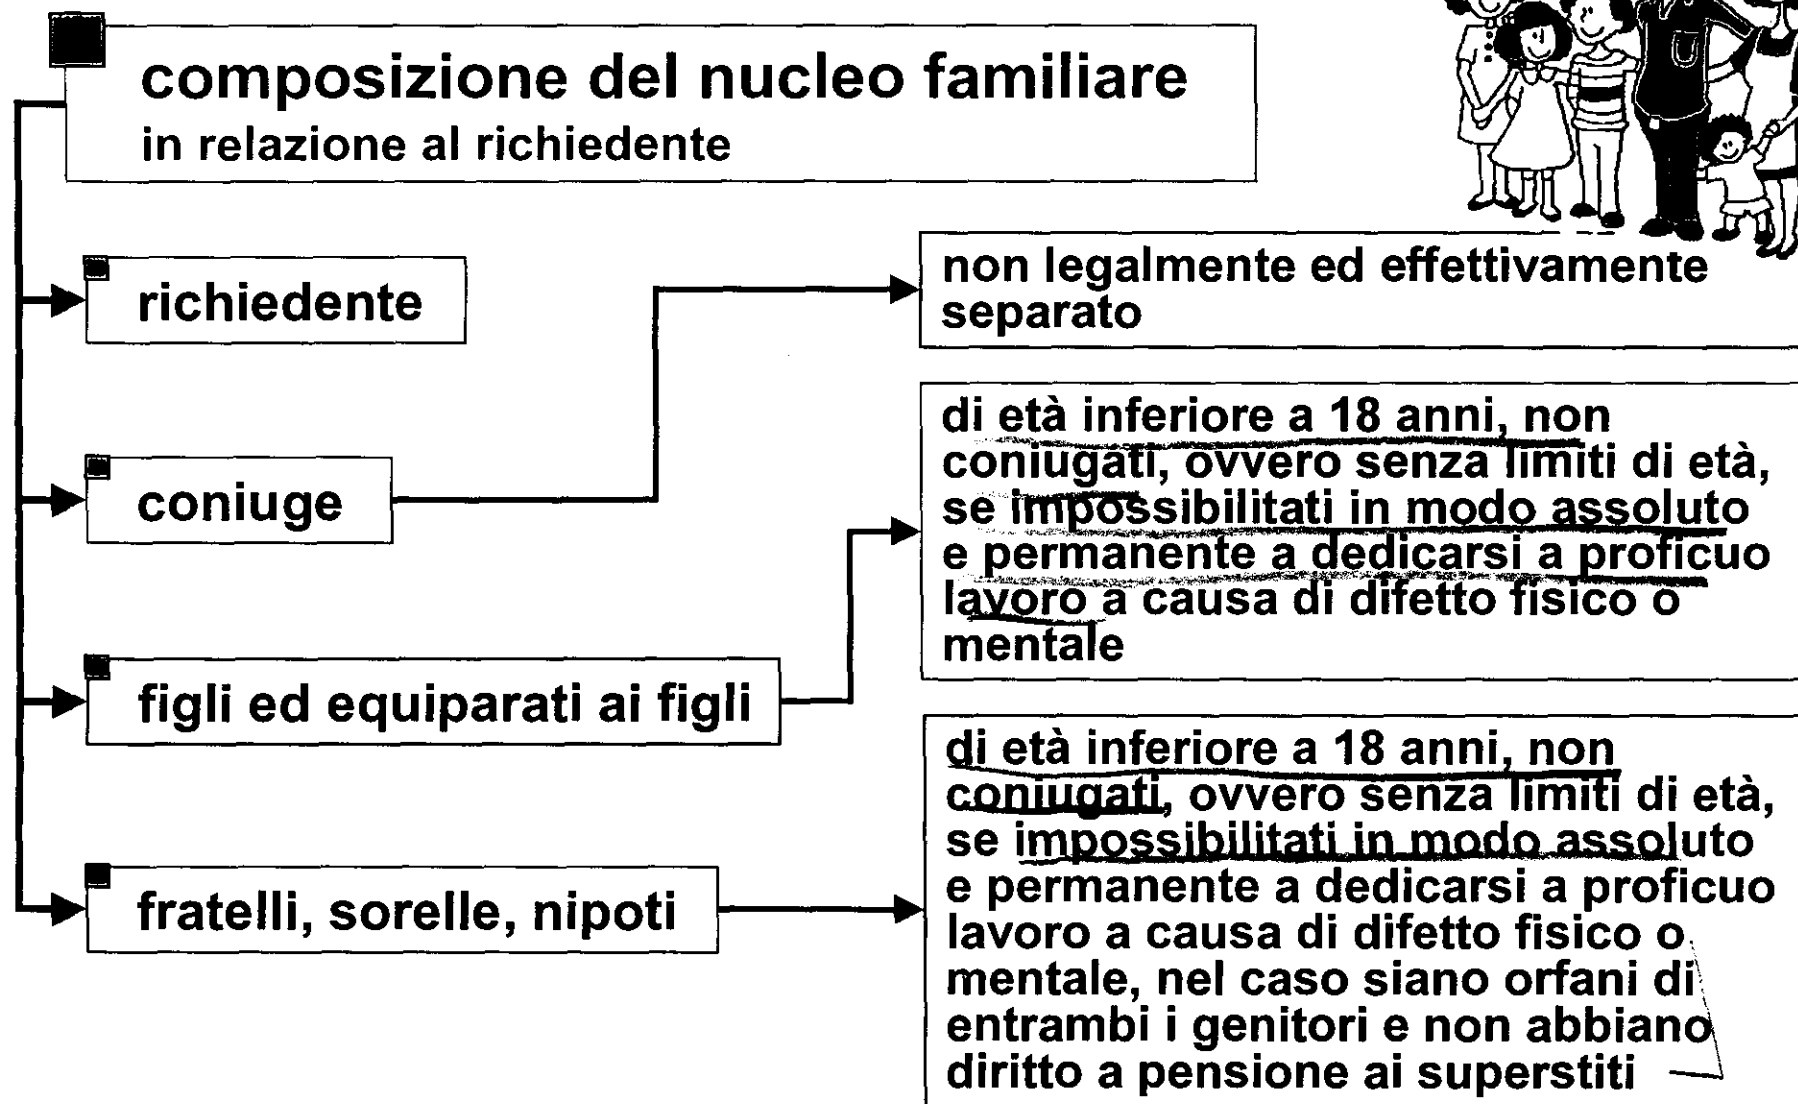 composizione del nucleo familiare
in relazione al richiedente
richiedente
non legalmente ed effettivamente
separato
coniuge
di età inferiore a 18 anni, non
coniugati, ovvero senza limiti di età,
se impossibilitati in modo assoluto
e permanente a dedicarsi a proficuo
lavoro a causa di difetto fisico o
mentale
figli ed equiparati ai figli
di età inferiore a 18 anni, non
coniugati, ovvero senza limiti di età,
se impossibilitati in modo assoluto
e permanente a dedicarsi a proficuo
lavoro a causa di difetto fisico o
mentale, nel caso siano orfani di
entrambi i genitori e non abbiano
diritto a pensione ai superstiti
fratelli, sorelle, nipoti